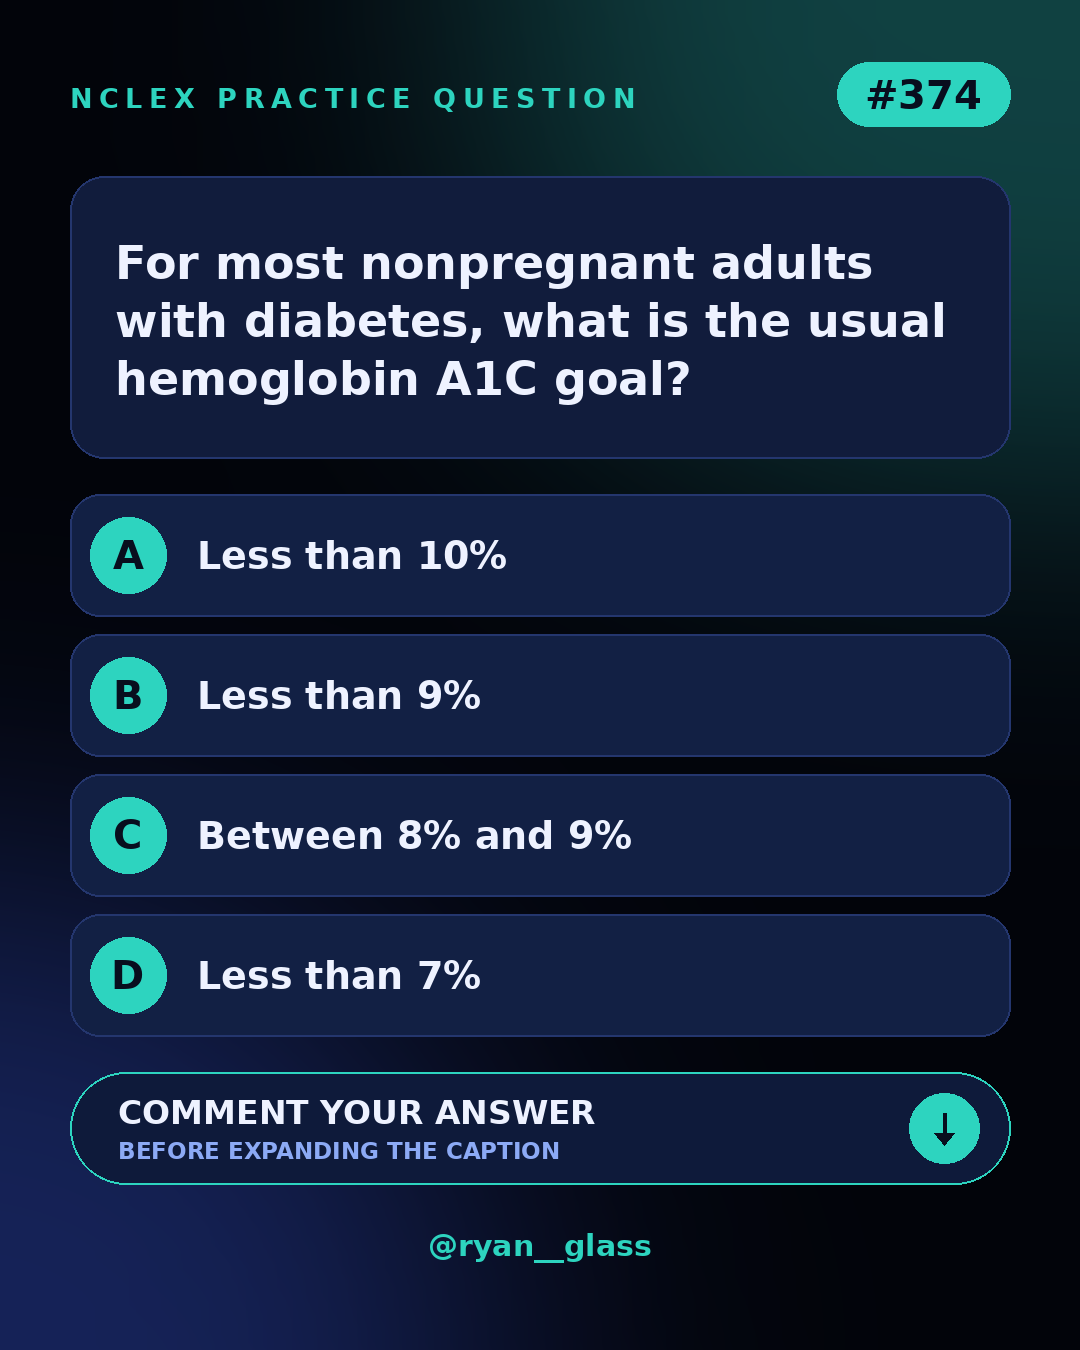 NCLEX PRACTICE QUESTION
#374
For most nonpregnant adults
with diabetes, what is the usual
hemoglobin A1C goal?
A Less than 10%
B Less than 9%
C Between 8% and 9%
D Less than 7%
COMMENT YOUR ANSWER
BEFORE EXPANDING THE CAPTION
@ryan__glass